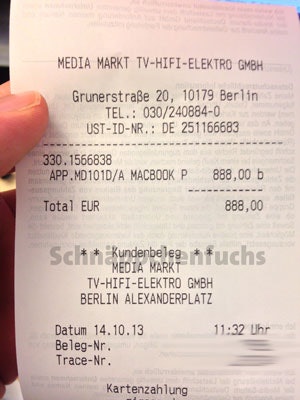 MEDIA MARKT TV-HIFI-ELEKTRO GMBH
Grunerstraße 20, 10179 Berlin
TEL.: 030/240884-0
UST-ID-NR.: DE 251166683
330.1566838
APP.MD101D/A MACBOOK P 888,00 b
Total EUR 888,00
Schnäppchenfuchs
* * Kundenbeleg * *
MEDIA MARKT
TV-HIFI-ELEKTRO GMBH
BERLIN ALEXANDERPLATZ
Datum 14.10.13 11:32 Uhr
Beleg-Nr.
Trace-Nr.
Kartenzahlung